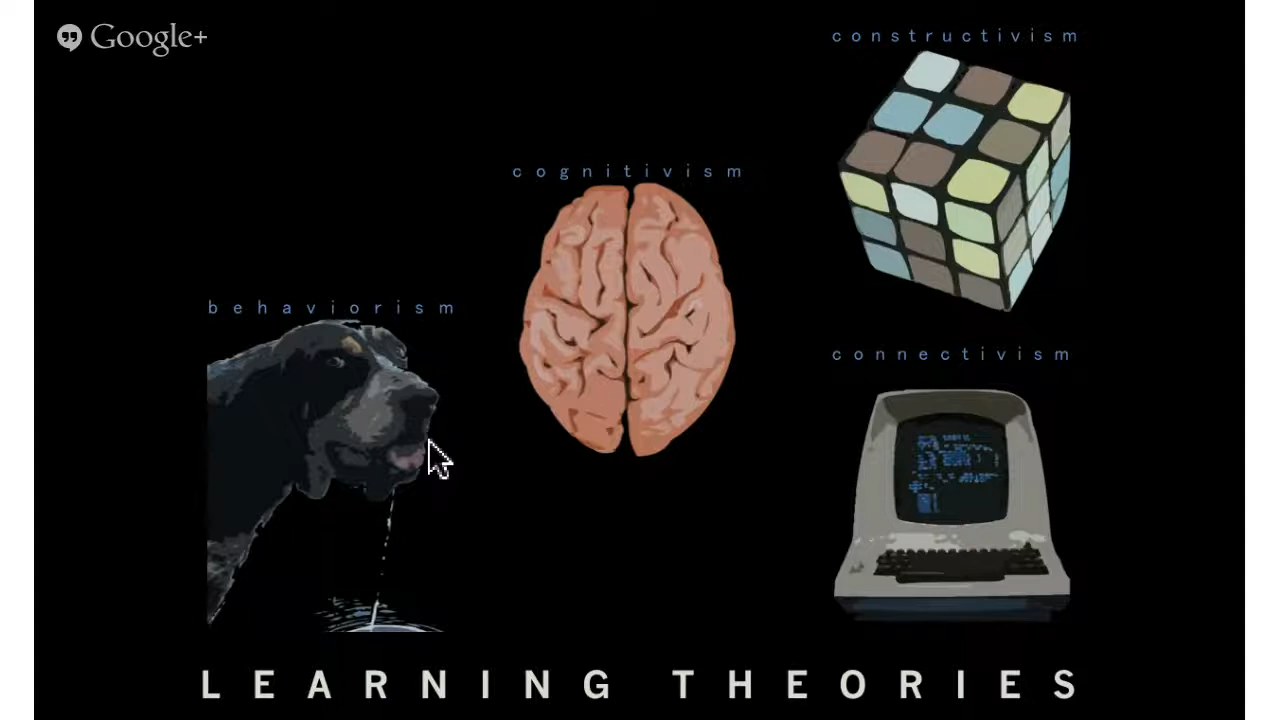 Google+
constructivism
cognitivism
behaviorism
connectivism
LEARNING THEORIES